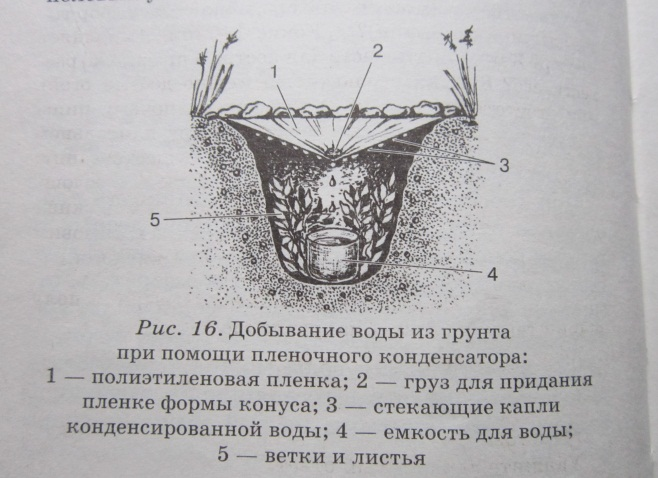 1
2
3
5
4
Рис. 16. Добывание воды из грунта
при помощи пленочного конденсатора:
1 — полиэтиленовая пленка; 2 — груз для придания
пленке формы конуса; 3 — стекающие капли
конденсированной воды; 4 — емкость для воды;
5 — ветки и листья